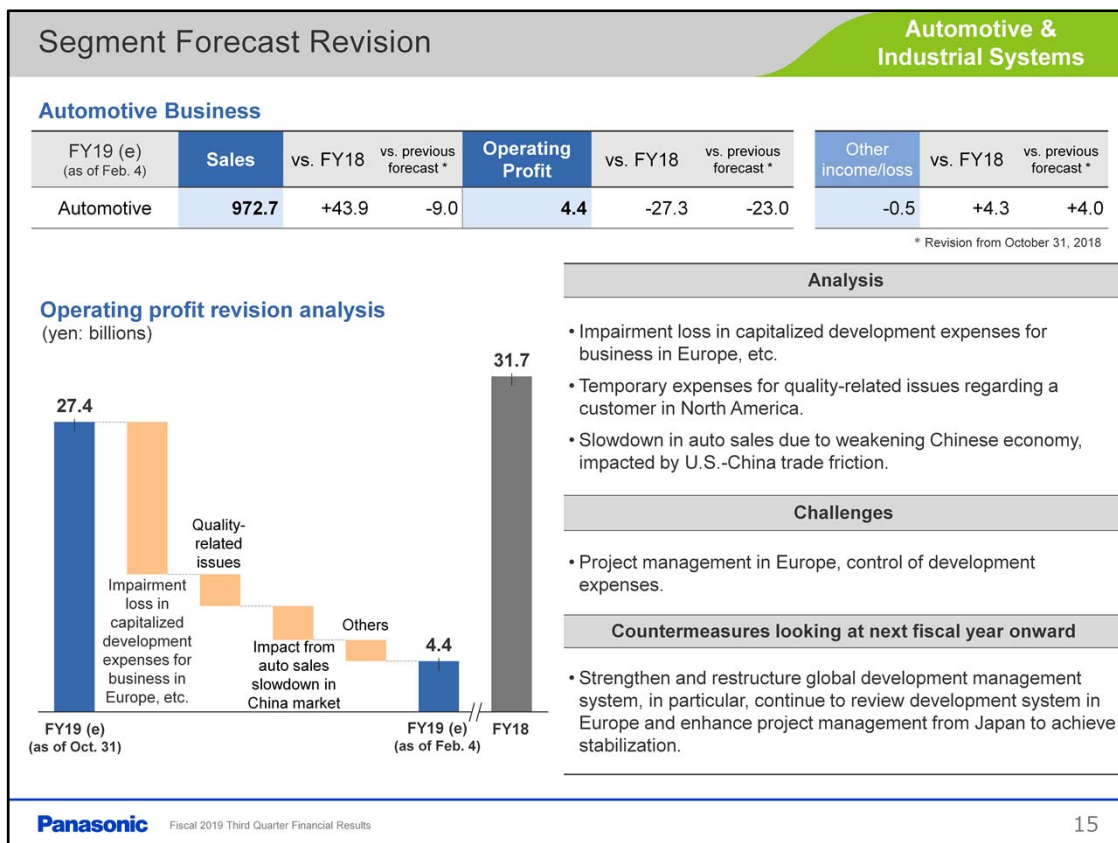 Segment Forecast Revision
Automotive &
Industrial Systems
Automotive Business
FY19 (e)
(as of Feb. 4)
Sales
vs. FY18
vs. previous
forecast *
Operating
Profit
vs. FY18
vs. previous
forecast *
Other
income/loss
vs. FY18
vs. previous
forecast *
Automotive 972.7 +43.9 -9.0 4.4 -27.3 -23.0 -0.5 +4.3 +4.0
* Revision from October 31, 2018
Operating profit revision analysis
(yen: billions)
27.4
Impairment
loss in
capitalized
development
expenses for
business in
Europe, etc.
Quality-
related
issues
Impact from
auto sales
slowdown in
China market
Others
4.4
31.7
FY19 (e)
(as of Oct. 31)
FY19 (e)
(as of Feb. 4)
FY18
Analysis
• Impairment loss in capitalized development expenses for
business in Europe, etc.
• Temporary expenses for quality-related issues regarding a
customer in North America.
• Slowdown in auto sales due to weakening Chinese economy,
impacted by U.S.-China trade friction.
Challenges
• Project management in Europe, control of development
expenses.
Countermeasures looking at next fiscal year onward
• Strengthen and restructure global development management
system, in particular, continue to review development system in
Europe and enhance project management from Japan to achieve
stabilization.
Panasonic Fiscal 2019 Third Quarter Financial Results 15